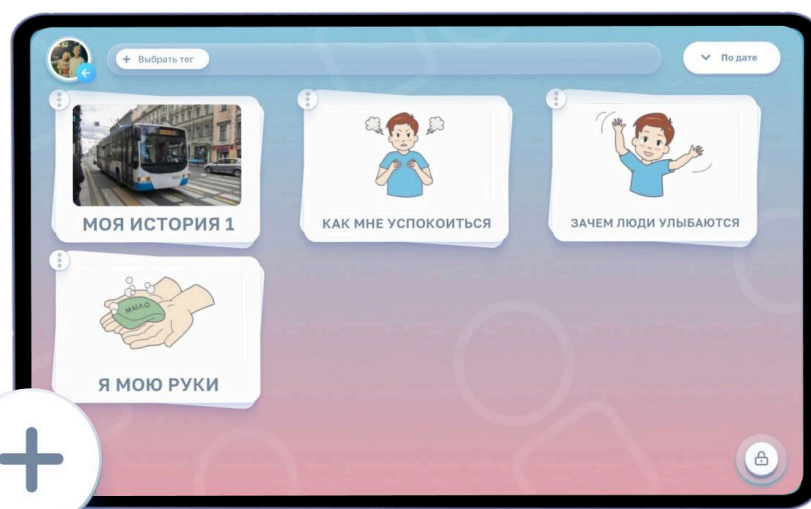 + Выбрать тег
По дате
МОЯ ИСТОРИЯ 1
КАК МНЕ УСПОКОИТЬСЯ
ЗАЧЕМ ЛЮДИ УЛЫБАЮТСЯ
МЫЛО
Я МОЮ РУКИ